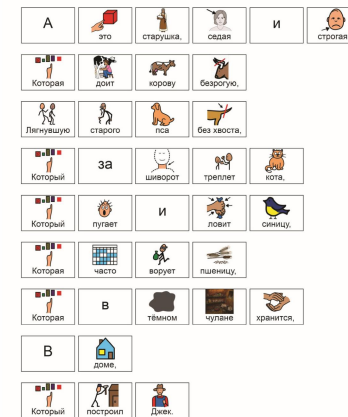 А это старушка, седая и строгая
Которая доит корову безрогую,
Лягнувшую старого пса без хвоста,
Который за шиворот треплет кота,
Который пугает и ловит синицу,
Которая часто ворует пшеницу,
Которая в тёмном чулане хранится,
В доме,
Который построил Джек.